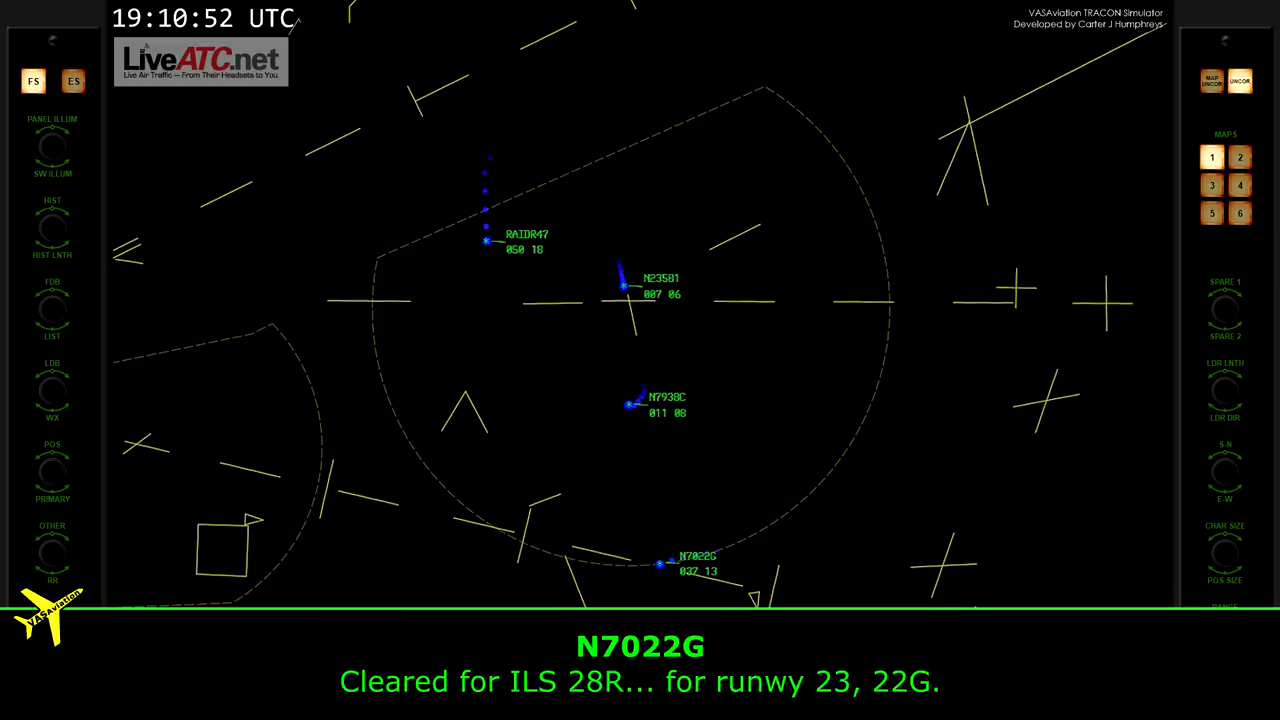 19:10:52 UTC
LiveATC.net
Live Air Traffic — From Their Headsets to You.
VASAviation TRACON Simulator
Developed by Carter J Humphreys
FS
ES
PANEL ILLUM
SW ILLUM
HIST
HIST LNTH
FDB
LIST
LDB
WX
POS
PRIMARY
OTHER
RR
MAP UNCOR
UNCOR
MAPS
1
2
3
4
5
6
SPARE 1
SPARE 2
LDR LNTH
LDR DIR
S-N
E-W
CHAR SIZE
POS SIZE
RANGE
RAIDR47
050 18
N23581
007 06
N7938C
011 08
N7022G
037 13
VASAviation
N7022G
Cleared for ILS 28R... for runwy 23, 22G.